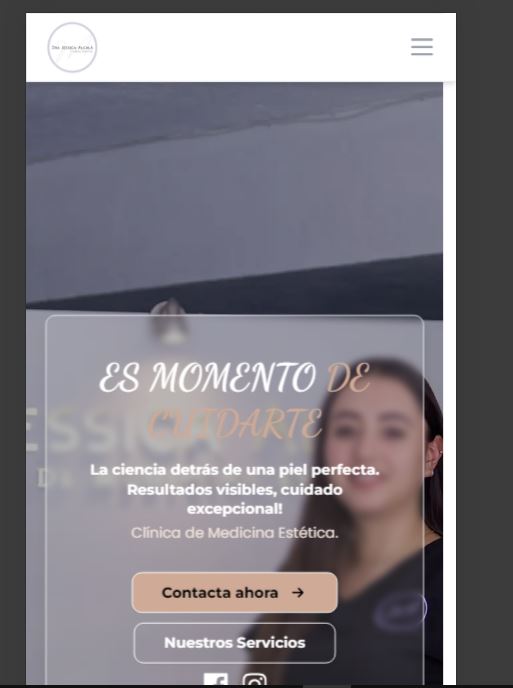 DRA. JESSICA ALCALÁ
ES MOMENTO DE
CUIDARTE
La ciencia detrás de una piel perfecta.
Resultados visibles, cuidado
excepcional!
Clínica de Medicina Estética.
Contacta ahora →
Nuestros Servicios